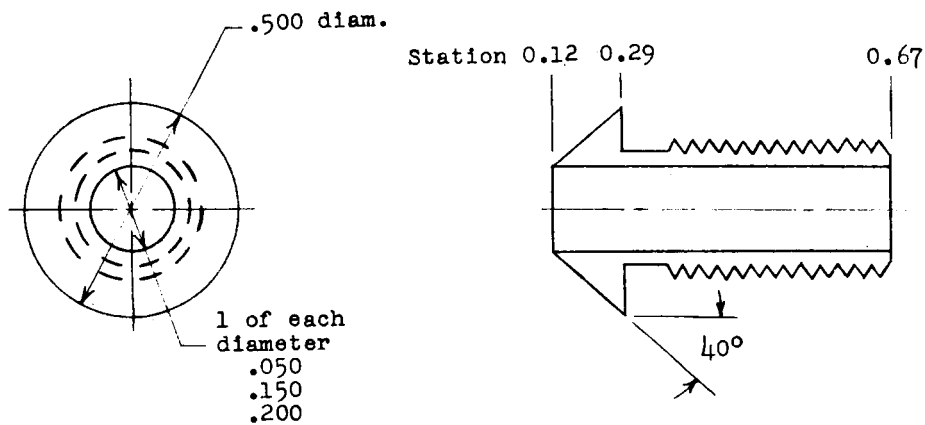 .500 diam.
Station 0.12 0.29 0.67
1 of each
diameter
.050
.150
.200
40°